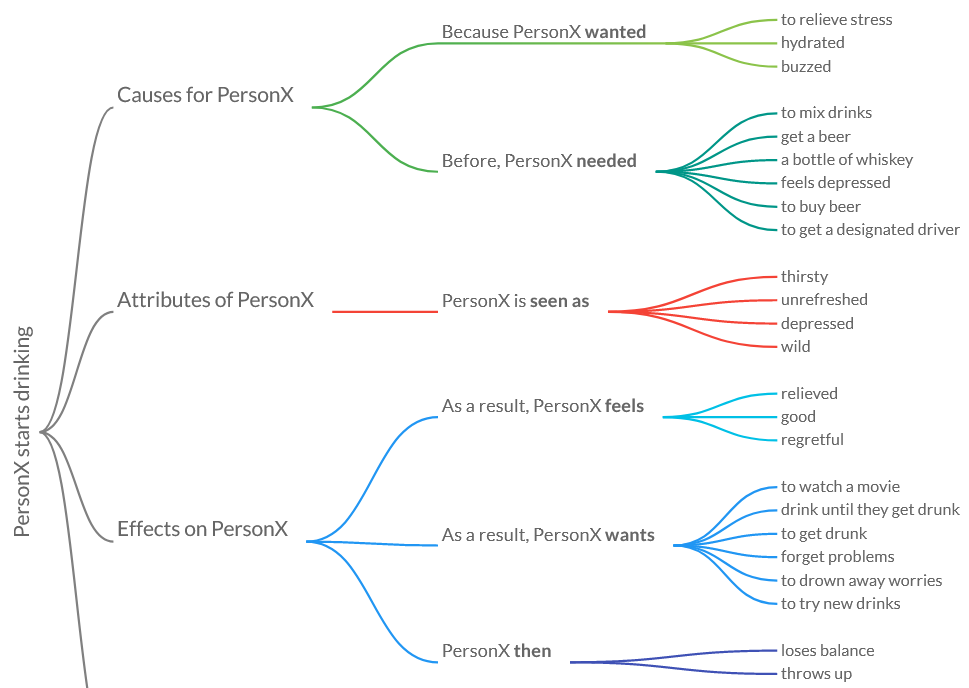 PersonX starts drinking
Causes for PersonX
Because PersonX wanted
to relieve stress
hydrated
buzzed
Before, PersonX needed
to mix drinks
get a beer
a bottle of whiskey
feels depressed
to buy beer
to get a designated driver
Attributes of PersonX
PersonX is seen as
thirsty
unrefreshed
depressed
wild
Effects on PersonX
As a result, PersonX feels
relieved
good
regretful
As a result, PersonX wants
to watch a movie
drink until they get drunk
to get drunk
forget problems
to drown away worries
to try new drinks
PersonX then
loses balance
throws up